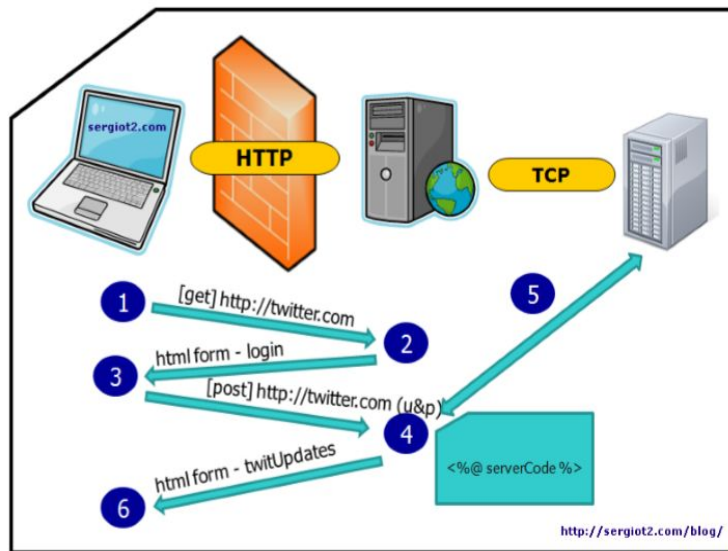 sergiot2.com
HTTP
TCP
1
[get] http://twitter.com
2
html form - login
3
[post] http://twitter.com (u&p)
4
5
<%@ serverCode %>
html form - twitUpdates
6
http://sergiot2.com/blog/